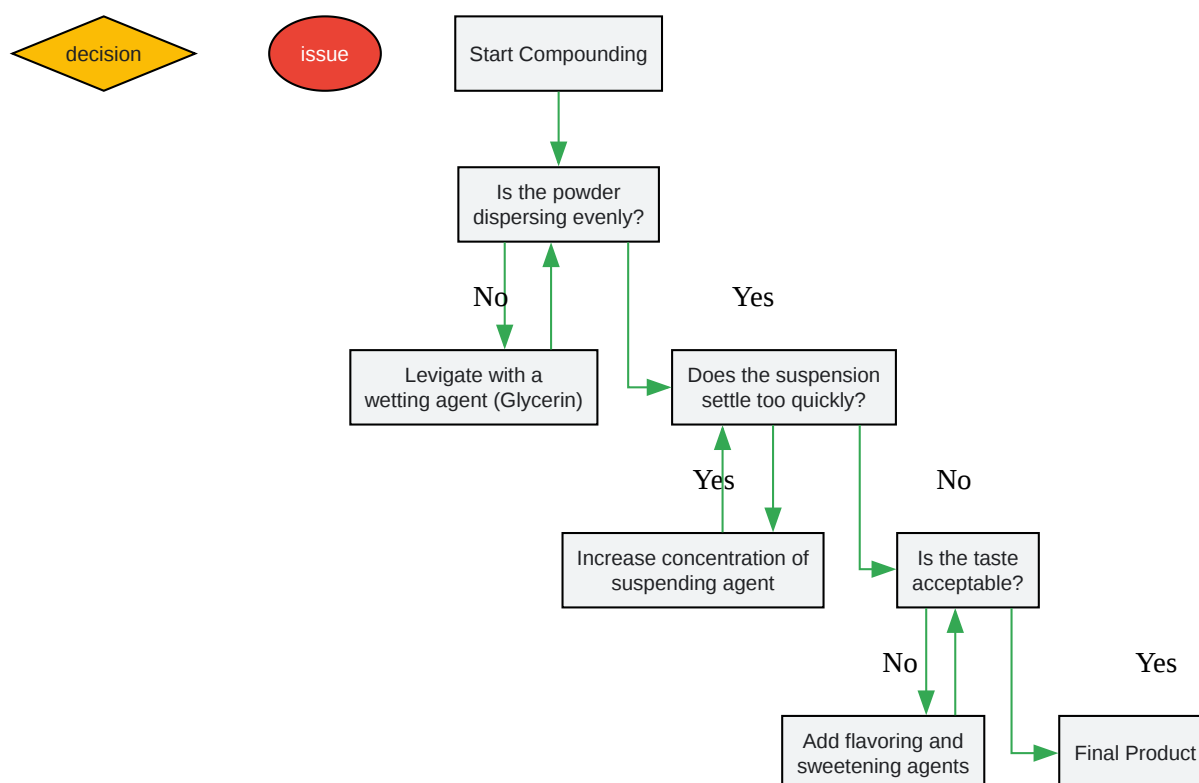 decision
issue
Start Compounding
Is the powder
dispersing evenly?
No
Yes
Levigate with a
wetting agent (Glycerin)
Does the suspension
settle too quickly?
Yes
No
Increase concentration of
suspending agent
Is the taste
acceptable?
No
Yes
Add flavoring and
sweetening agents
Final Product